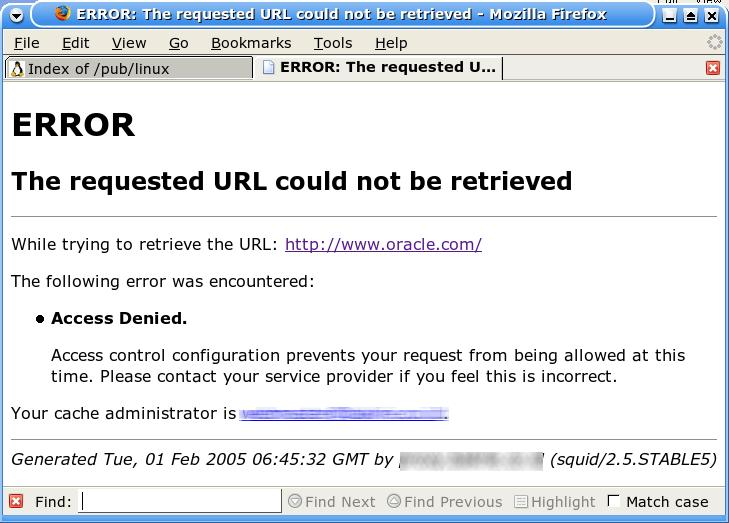 ERROR: The requested URL could not be retrieved - Mozilla Firefox
File Edit View Go Bookmarks Tools Help
Index of /pub/linux ERROR: The requested U...
ERROR
The requested URL could not be retrieved
While trying to retrieve the URL: http://www.oracle.com/
The following error was encountered:
Access Denied.
Access control configuration prevents your request from being allowed at this
time. Please contact your service provider if you feel this is incorrect.
Your cache administrator is
Generated Tue, 01 Feb 2005 06:45:32 GMT by (squid/2.5.STABLE5)
Find: Find Next Find Previous Highlight Match case